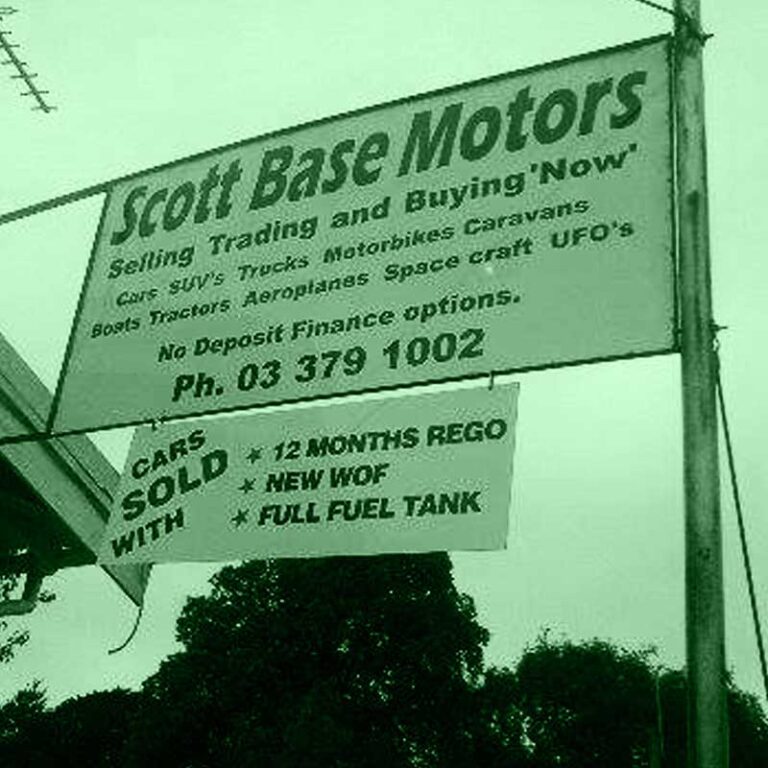 Scott Base Motors
Selling Trading and Buying 'Now'
Cars SUV's Trucks Motorbikes Caravans
Boats Tractors Aeroplanes Space craft UFO's
No Deposit Finance options.
Ph. 03 379 1002
CARS
SOLD
WITH
* 12 MONTHS REGO
* NEW WOF
* FULL FUEL TANK